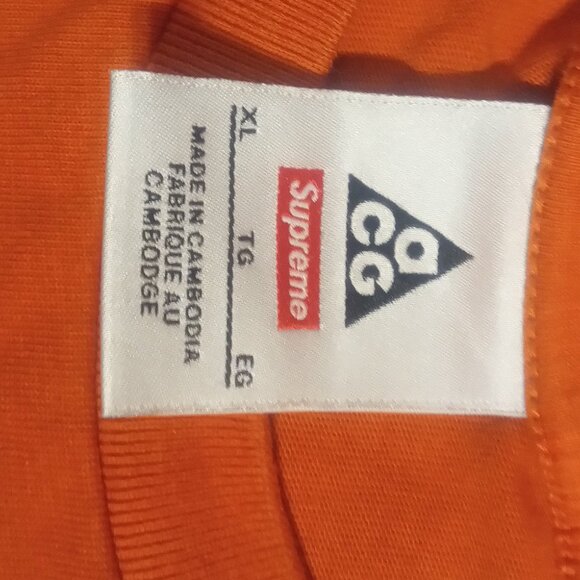 aCG
Supreme
XL TG EG
MADE IN CAMBODIA
FABRIQUE AU
CAMBODGE